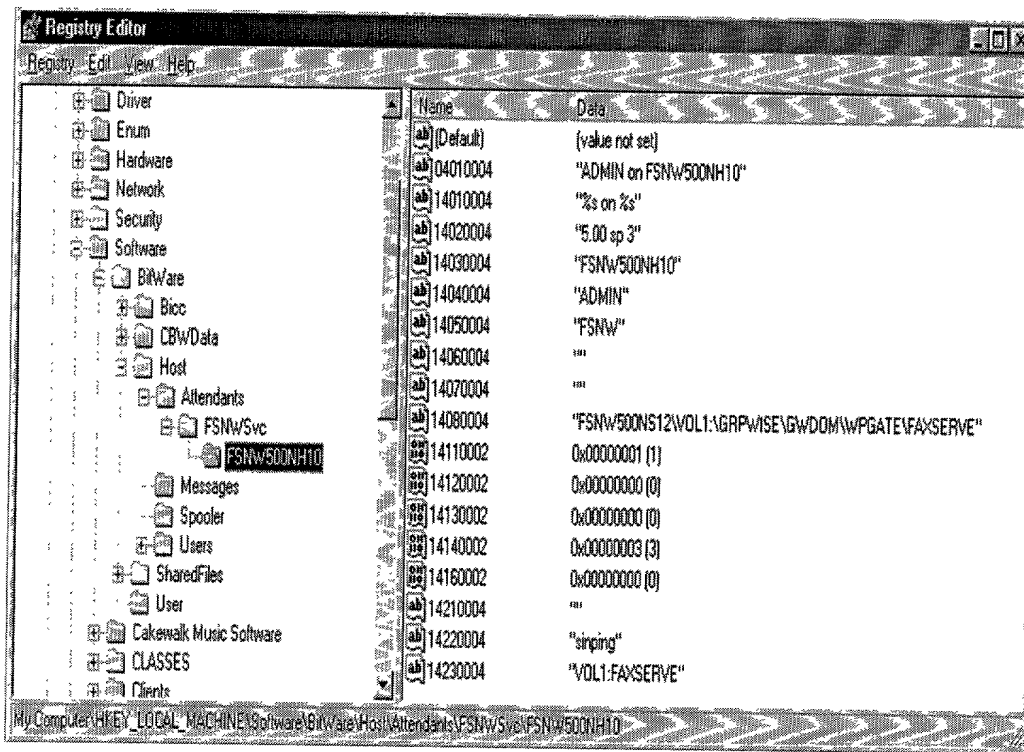 Registry Editor
Registry Edit View Help
Driver
Enum
Hardware
Network
Security
Software
BitWare
Bicc
CBWData
Host
Attendants
FSNWSvc
FSNW500NH10
Messages
Spooler
Users
SharedFiles
User
Cakewalk Music Software
CLASSES
Clients
Name Data
(Default) (value not set)
04010004 "ADMIN on FSNW500NH10"
14010004 "%s on %s"
14020004 "5.00 sp 3"
14030004 "FSNW500NH10"
14040004 "ADMIN"
14050004 "FSNW"
14060004 ""
14070004 ""
14080004 "FSNW500NS12\VOL1:\GRPWISE\GWDOM\WPGATE\FAXSERVE"
14110002 0x00000001 (1)
14120002 0x00000000 (0)
14130002 0x00000000 (0)
14140002 0x00000003 (3)
14160002 0x00000000 (0)
14210004 ""
14220004 "sinping"
14230004 "VOL1:FAXSERVE"
My Computer\HKEY_LOCAL_MACHINE\Software\BitWare\Host\Attendants\FSNWSvc\FSNW500NH10